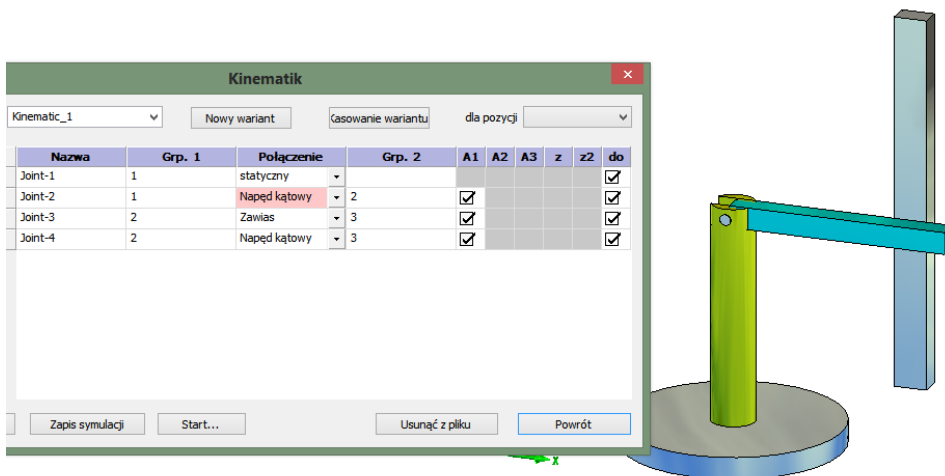 Kinematik
Kinematic_1 Nowy wariant Kasowanie wariantu dla pozycji
Nazwa Grp. 1 Połączenie Grp. 2 A1 A2 A3 z z2 do
Joint-1 1 statyczny
Joint-2 1 Napęd kątowy 2
Joint-3 2 Zawias 3
Joint-4 2 Napęd kątowy 3
Zapis symulacji Start... Usunąć z pliku Powrót
x